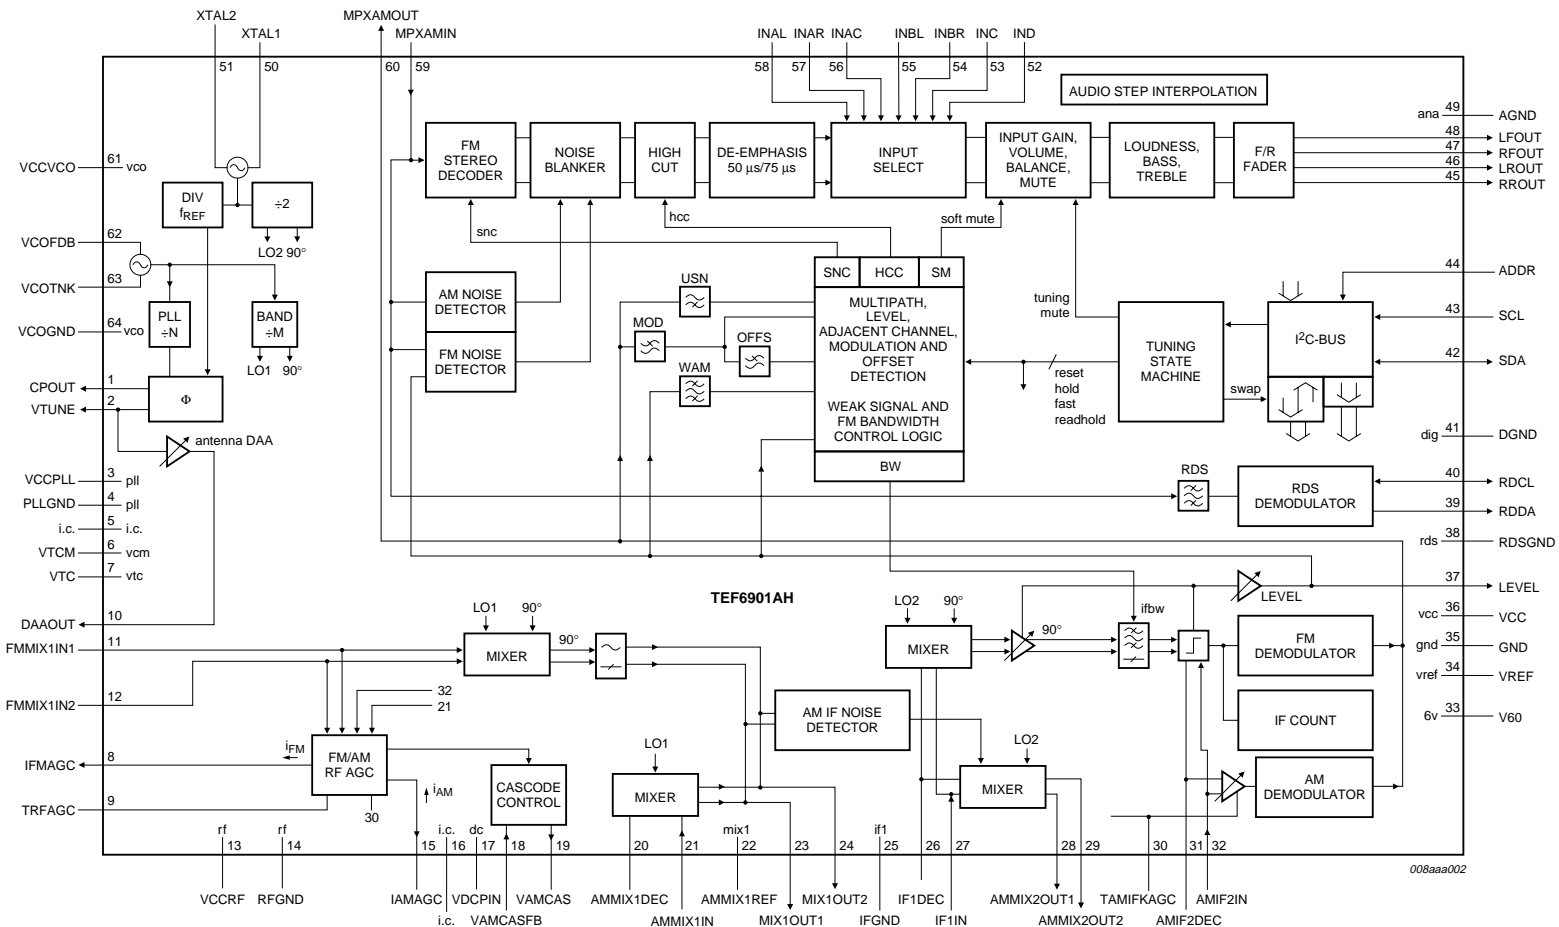 XTAL2
XTAL1
MPXAMOUT
MPXAMIN
INAL INAR INAC INBL INBR INC IND
51 50 60 59 58 57 56 55 54 53 52
AUDIO STEP INTERPOLATION
ana 49 AGND
48 LFOUT
47 RFOUT
46 LROUT
45 RROUT
VCCVCO 61 vco
FM
STEREO
DECODER
NOISE
BLANKER
HIGH
CUT
DE-EMPHASIS
50 μs/75 μs
INPUT
SELECT
INPUT GAIN,
VOLUME,
BALANCE,
MUTE
LOUDNESS,
BASS,
TREBLE
F/R
FADER
DIV
fREF
÷2
LO2 90°
snc
hcc
soft mute
VCOFDB 62
VCOTNK 63
VCOGND 64 vco
PLL
÷N
BAND
÷M
LO1 90°
AM NOISE
DETECTOR
FM NOISE
DETECTOR
USN
MOD
OFFS
WAM
SNC HCC SM
MULTIPATH,
LEVEL,
ADJACENT CHANNEL,
MODULATION AND
OFFSET
DETECTION
WEAK SIGNAL AND
FM BANDWIDTH
CONTROL LOGIC
BW
tuning
mute
reset
hold
fast
readhold
TUNING
STATE
MACHINE
swap
I2C-BUS
44 ADDR
43 SCL
42 SDA
dig 41 DGND
CPOUT 1
VTUNE 2
Φ
antenna DAA
VCCPLL 3 pll
PLLGND 4 pll
i.c. 5 i.c.
VTCM 6 vcm
VTC 7 vtc
RDS
RDS
DEMODULATOR
40 RDCL
39 RDDA
rds 38 RDSGND
37 LEVEL
LEVEL
vcc 36 VCC
gnd 35 GND
vref 34 VREF
6v 33 V60
TEF6901AH
DAAOUT 10
FMMIX1IN1 11
FMMIX1IN2 12
LO1 90°
MIXER
90°
LO2 90°
MIXER
90°
ifbw
FM
DEMODULATOR
IF COUNT
AM
DEMODULATOR
32
21
IFMAGC 8
iFM
FM/AM
RF AGC
iAM
30
TRFAGC 9
CASCODE
CONTROL
LO1
MIXER
AM IF NOISE
DETECTOR
LO2
MIXER
rf rf i.c. dc mix1 if1
13 14 15 16 17 18 19 20 21 22 23 24 25 26 27 28 29 30 31 32
008aaa002
VCCRF RFGND IAMAGC VDCPIN VAMCAS AMMIX1DEC AMMIX1REF MIX1OUT2 IF1DEC AMMIX2OUT1 TAMIFKAGC AMIF2IN
i.c. VAMCASFB AMMIX1IN MIX1OUT1 IFGND IF1IN AMMIX2OUT2 AMIF2DEC